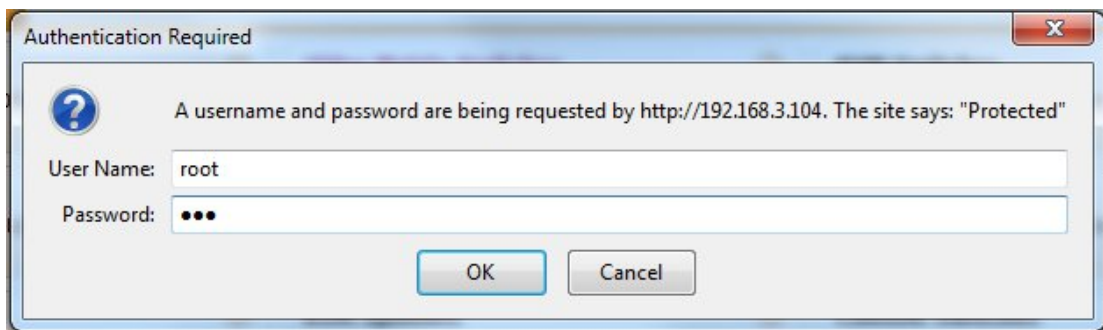 Authentication Required
A username and password are being requested by http://192.168.3.104. The site says: "Protected"
User Name: root
Password: •••
OK Cancel